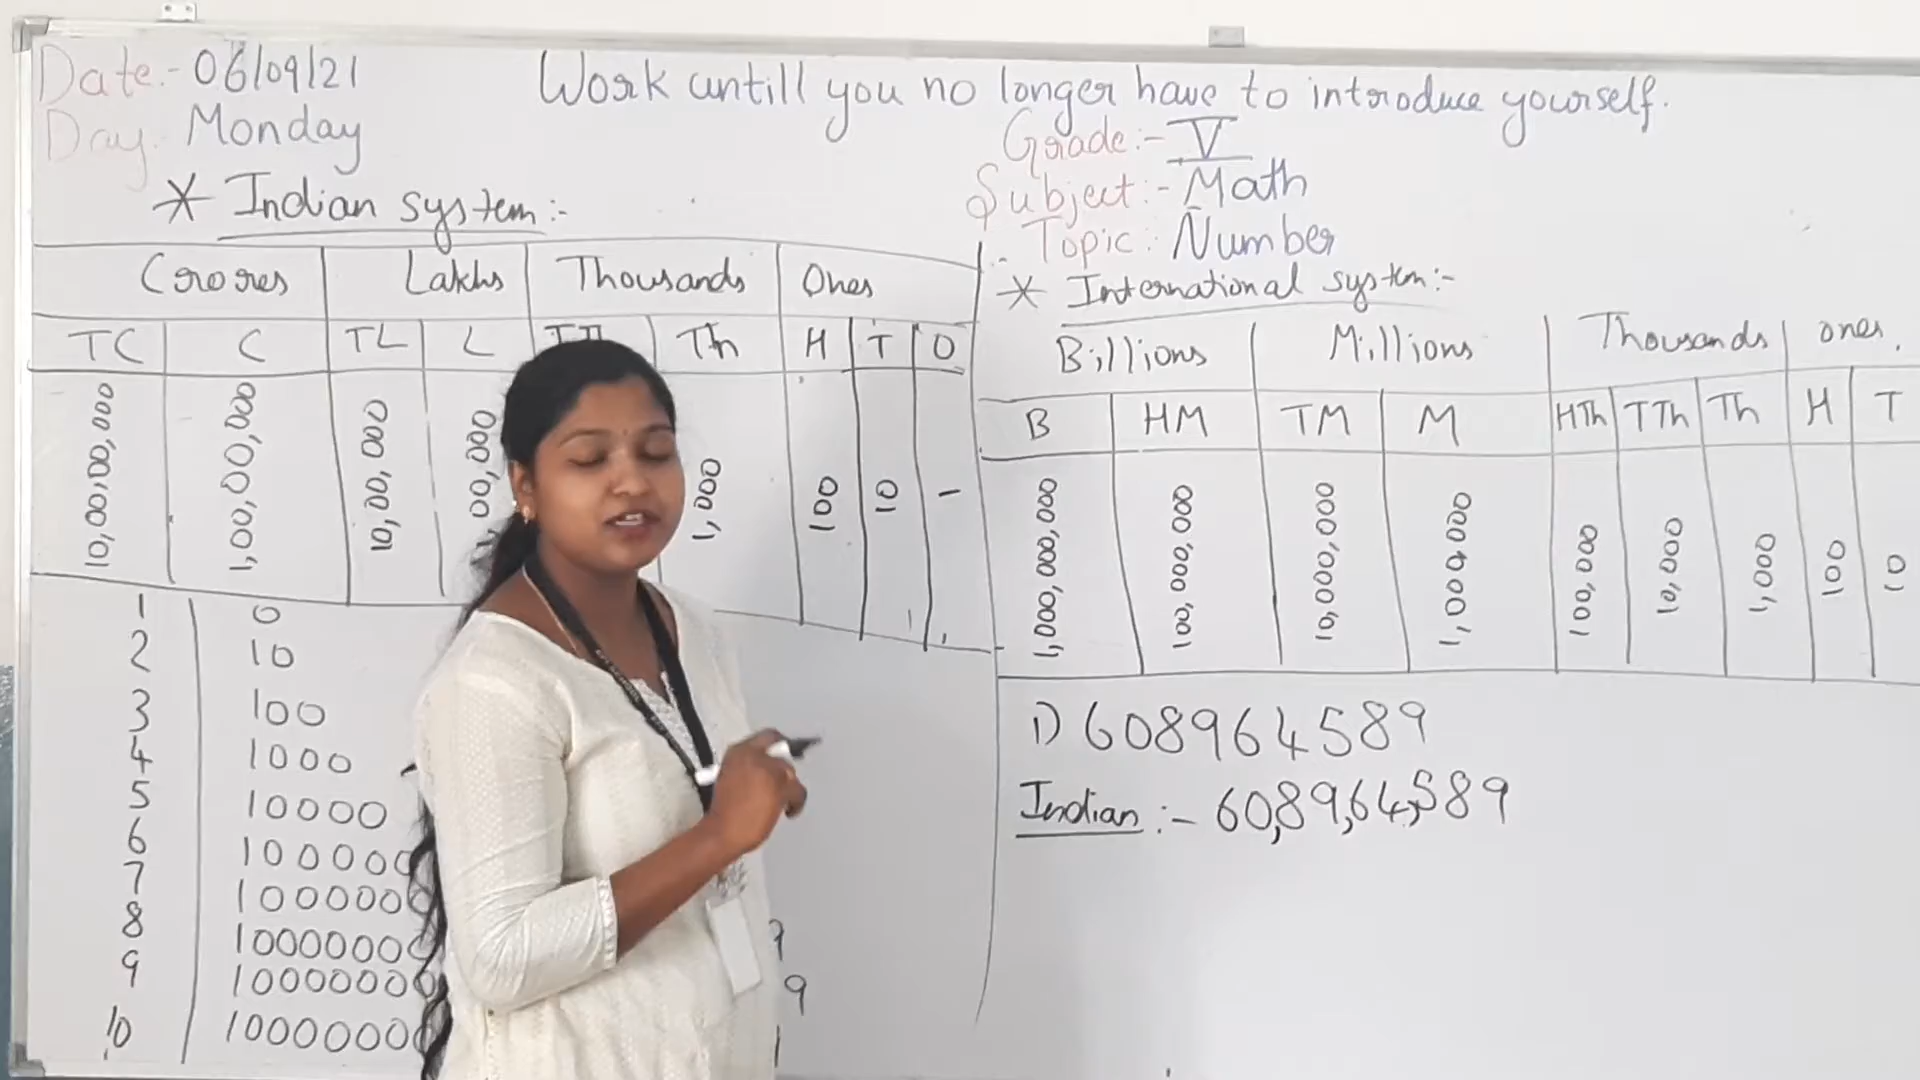 Date:- 06/09/21
Work untill you no longer have to introduce yourself.
Day. Monday
Grade:- V
Subject:- Math
Topic: Number
* Indian system:-
Crores Lakhs Thousands Ones
TC C TL L Th H T O
10,00,00,000 1,00,00,000 10,00,000 1,000 100 10 1
1 0
2 10
3 100
4 1000
5 10000
6
7
8
9
10
* International system:-
Billions Millions Thousands ones
B HM TM M HTh TTh Th H T
1,000,000,000 100,000,000 10,000,000 100,000 10,000 1,000 100 10
1) 608964589
Indian :- 60,89,64,589